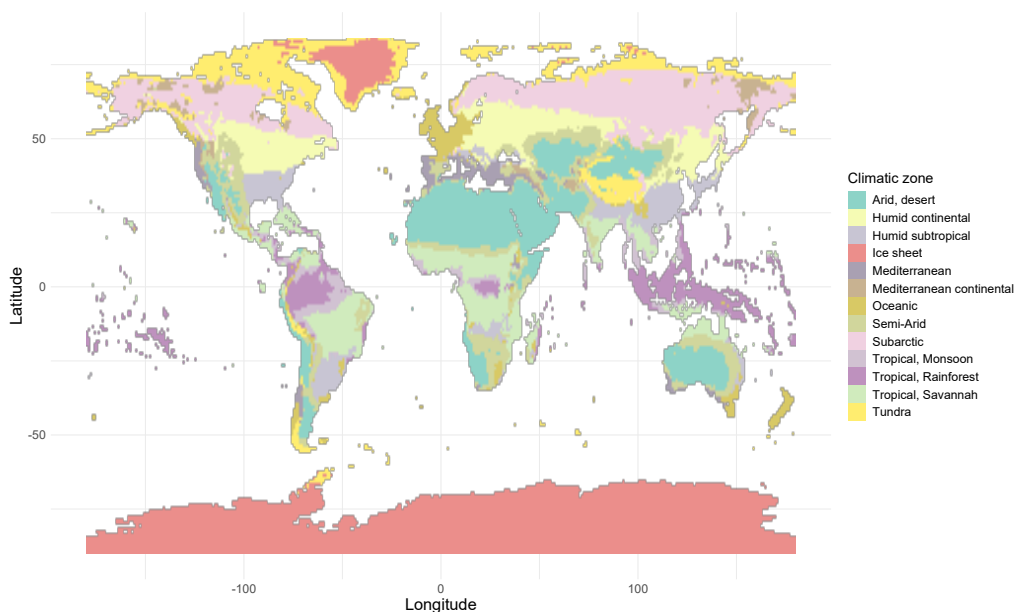 50
0
-50
Latitude
-100
0
100
Longitude
Climatic zone
Arid, desert
Humid continental
Humid subtropical
Ice sheet
Mediterranean
Mediterranean continental
Oceanic
Semi-Arid
Subarctic
Tropical, Monsoon
Tropical, Rainforest
Tropical, Savannah
Tundra